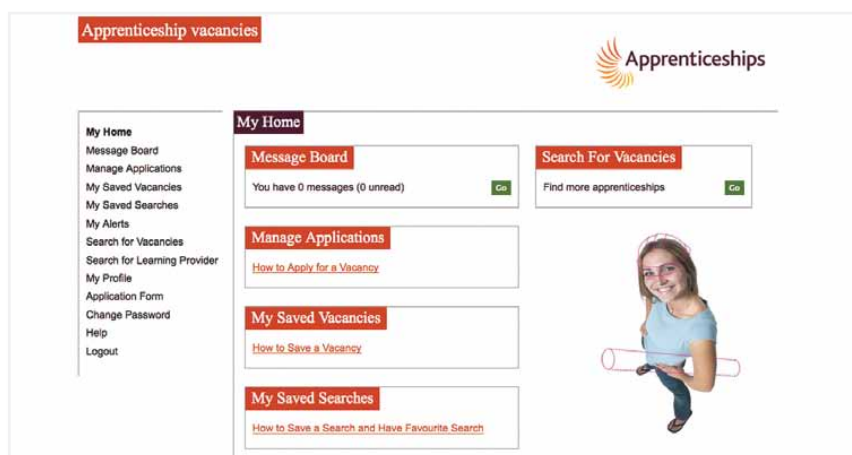 Apprenticeship vacancies
Apprenticeships
My Home
Message Board
Manage Applications
My Saved Vacancies
My Saved Searches
My Alerts
Search for Vacancies
Search for Learning Provider
My Profile
Application Form
Change Password
Help
Logout
My Home
Message Board
You have 0 messages (0 unread)
Go
Search For Vacancies
Find more apprenticeships
Go
Manage Applications
How to Apply for a Vacancy
My Saved Vacancies
How to Save a Vacancy
My Saved Searches
How to Save a Search and Have Favourite Search